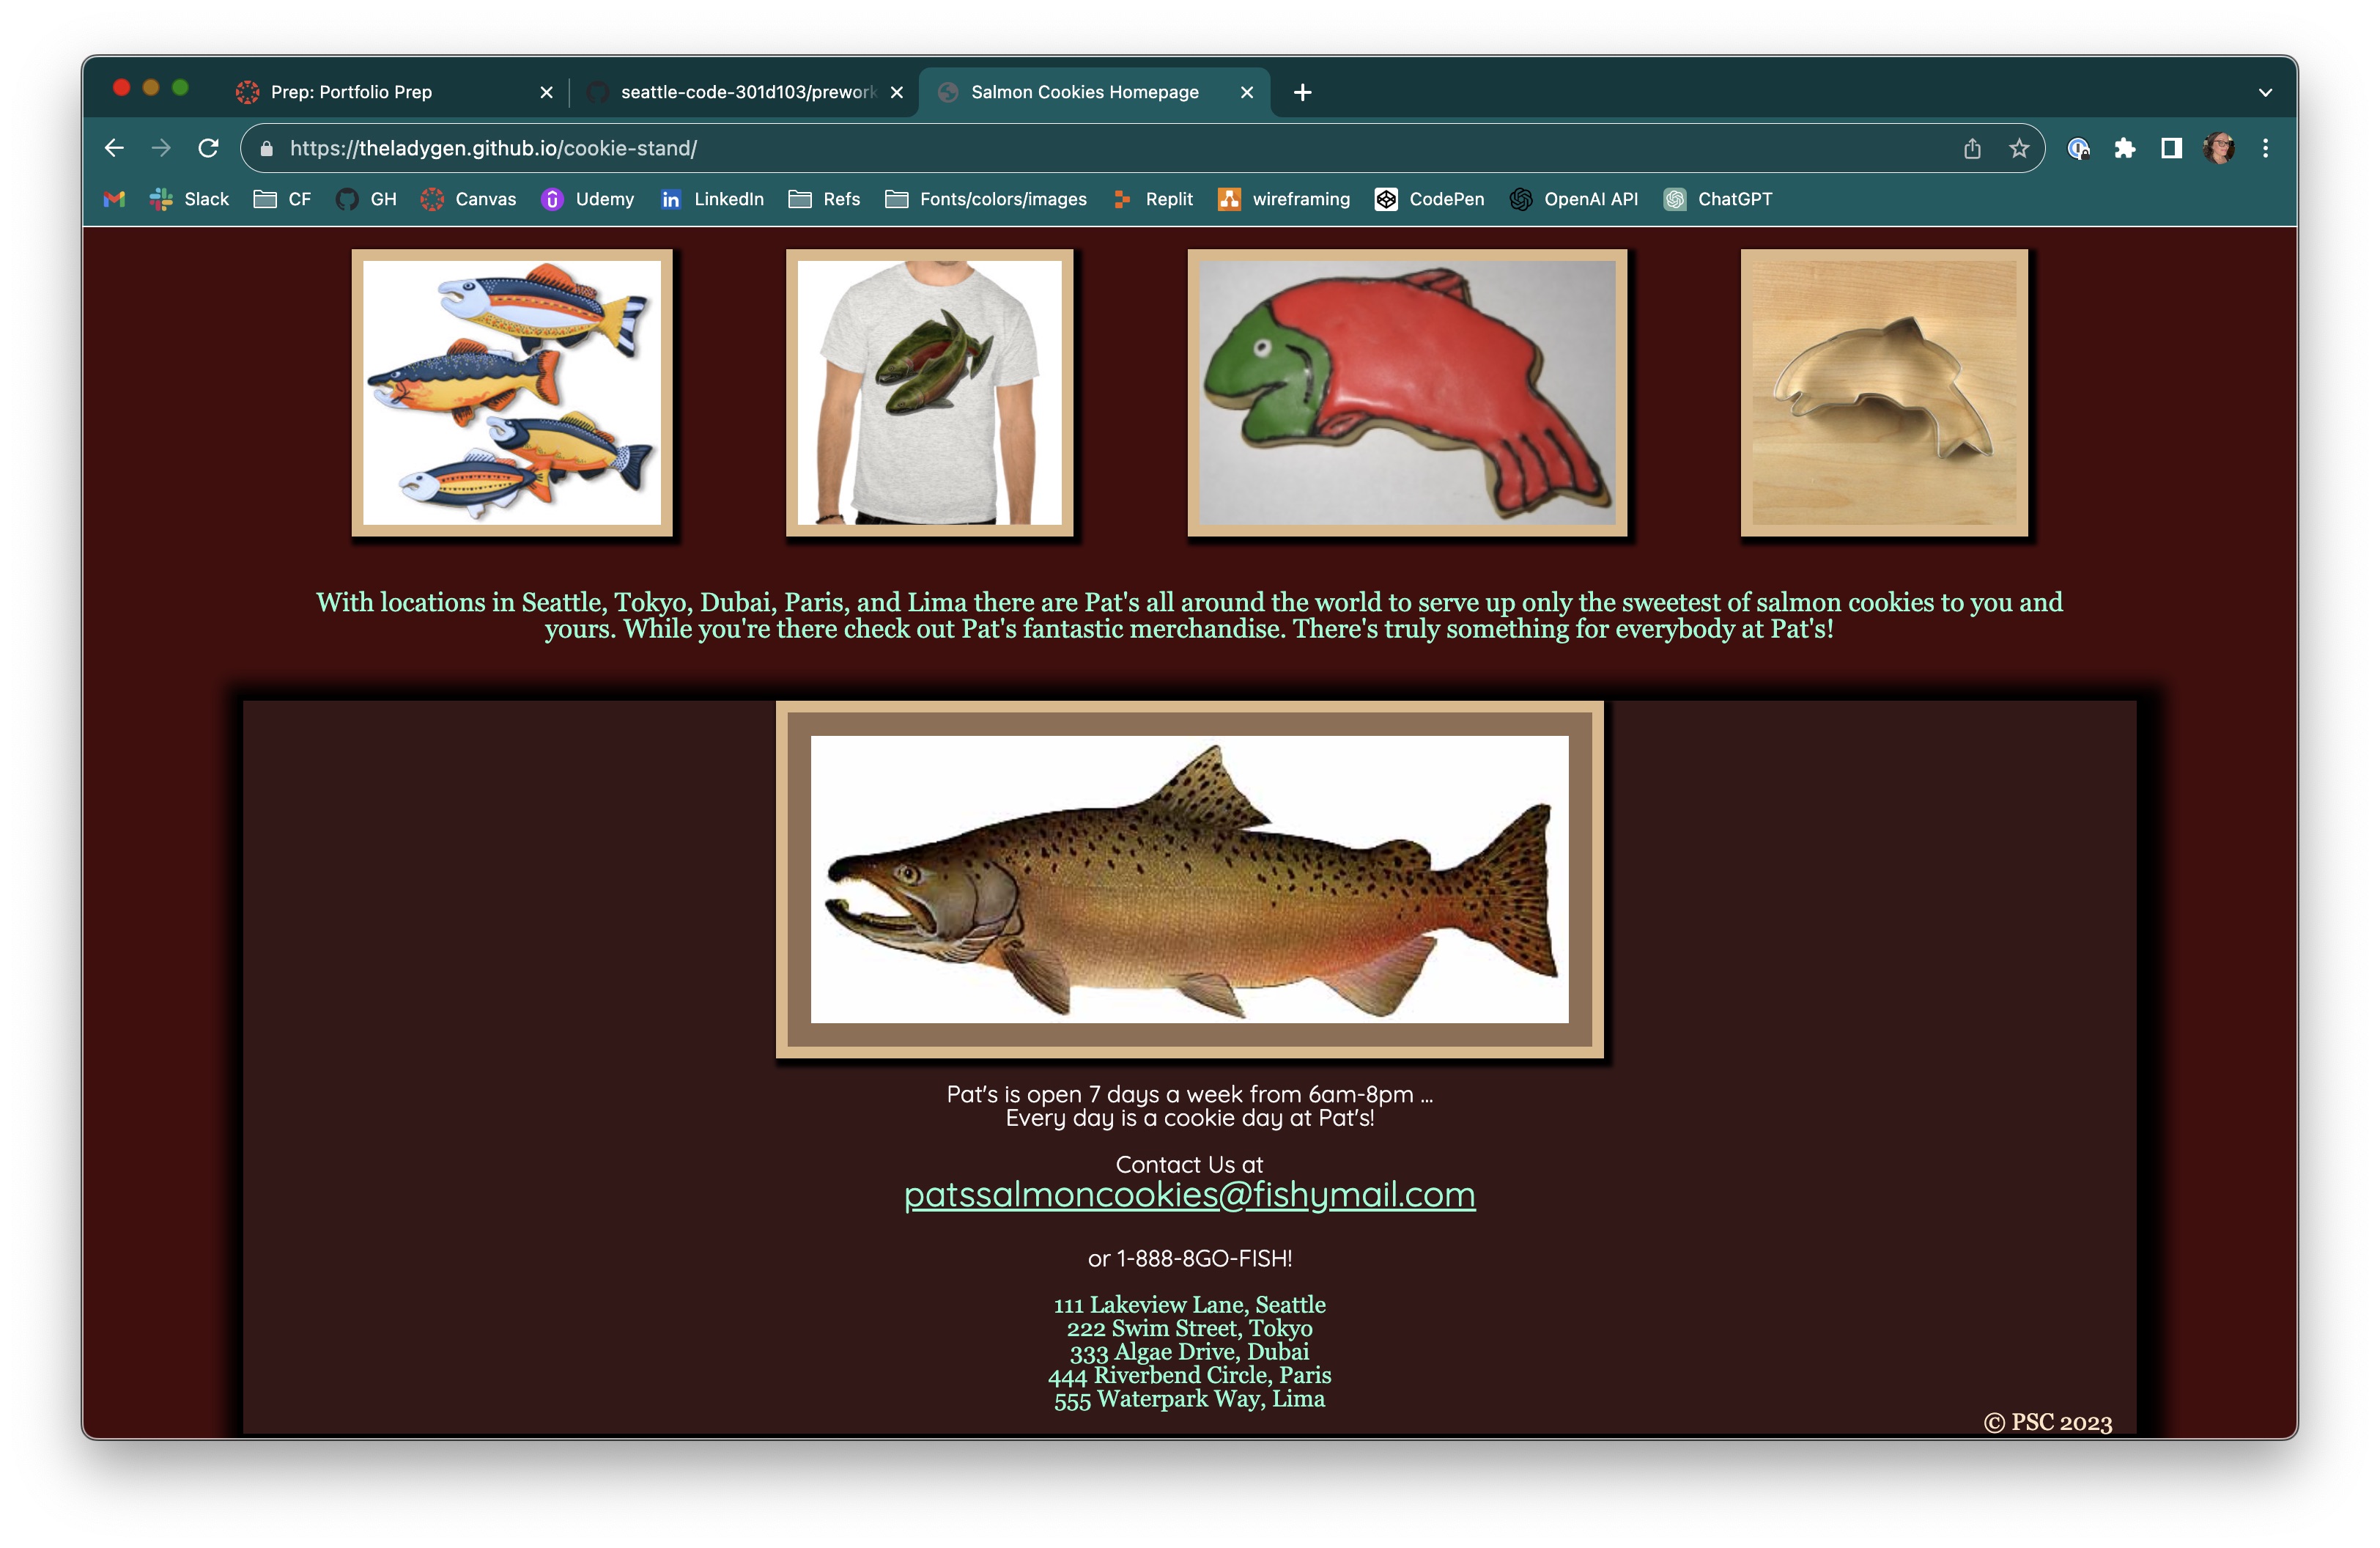 Prep: Portfolio Prep
seattle-code-301d103/prework
Salmon Cookies Homepage
https://theladygen.github.io/cookie-stand/
Slack CF GH Canvas Udemy LinkedIn Refs Fonts/colors/images Replit wireframing CodePen OpenAI API ChatGPT
With locations in Seattle, Tokyo, Dubai, Paris, and Lima there are Pat's all around the world to serve up only the sweetest of salmon cookies to you and
yours. While you're there check out Pat's fantastic merchandise. There's truly something for everybody at Pat's!
Pat's is open 7 days a week from 6am-8pm ...
Every day is a cookie day at Pat's!
Contact Us at
patssalmoncookies@fishymail.com
or 1-888-8GO-FISH!
111 Lakeview Lane, Seattle
222 Swim Street, Tokyo
333 Algae Drive, Dubai
444 Riverbend Circle, Paris
555 Waterpark Way, Lima
© PSC 2023